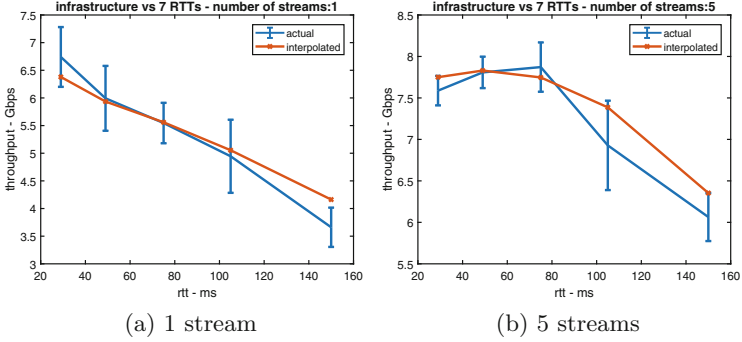 infrastructure vs 7 RTTs - number of streams:1
actual
interpolated
throughput - Gbps
7.5
7
6.5
6
5.5
5
4.5
4
3.5
3
20 40 60 80 100 120 140 160
rtt - ms
(a) 1 stream
infrastructure vs 7 RTTs - number of streams:5
actual
interpolated
throughput - Gbps
8.5
8
7.5
7
6.5
6
5.5
20 40 60 80 100 120 140 160
rtt - ms
(b) 5 streams